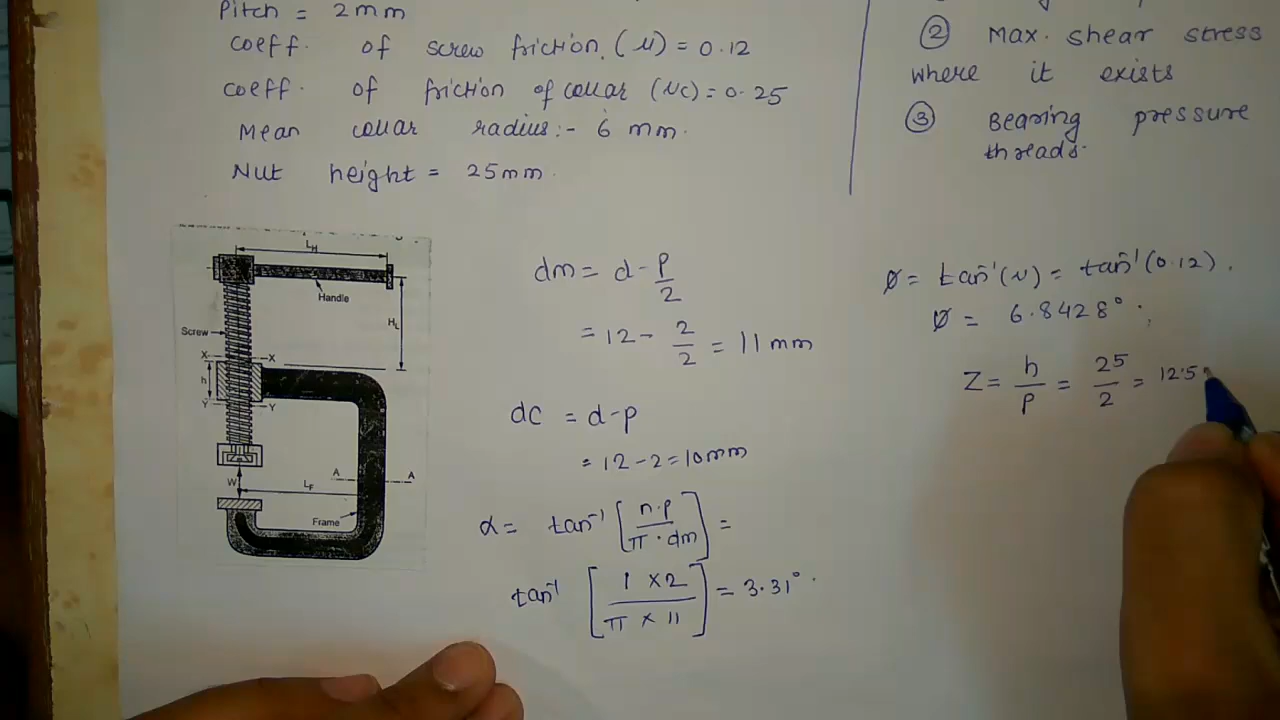 Pitch = 2mm
coeff. of screw friction. (μ) = 0.12
coeff. of friction of collar (μc) = 0.25
Mean collar radius:- 6 mm.
Nut height = 25mm.
② Max. shear stress
where it exists
③ Bearing pressure
threads.
LH
Handle
HL
Screw
X X
h
Y Y
W
A A
LF
Frame
dm = d - p/2
= 12 - 2/2 = 11 mm
dc = d-p
= 12-2=10mm
α = tan⁻¹ [n.p / π.dm] =
tan⁻¹ [1 x 2 / π x 11] = 3.31°.
Ø = tan⁻¹(μ) = tan⁻¹(0.12).
Ø = 6.8428°.
Z = h/p = 25/2 = 12.5